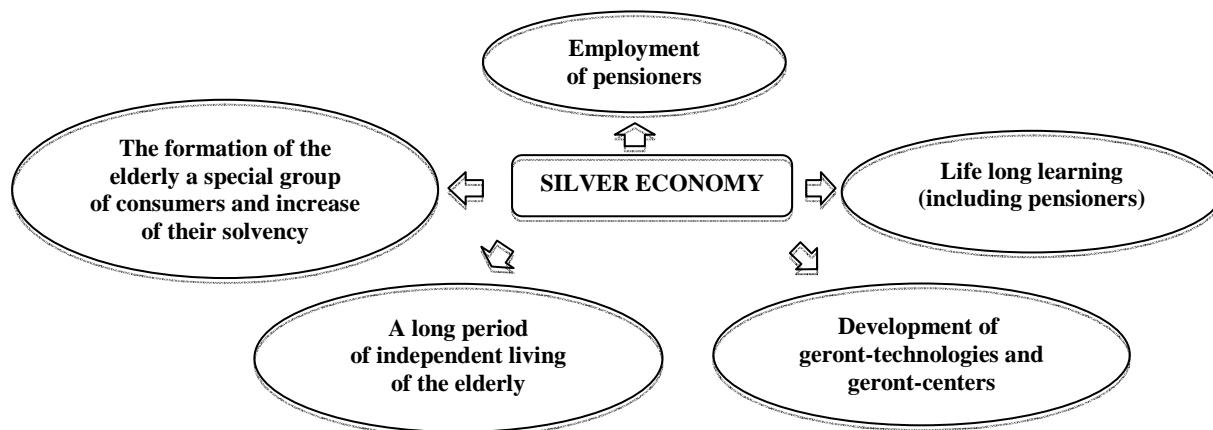 Employment
of pensioners
The formation of the
elderly a special group
of consumers and increase
of their solvency
SILVER ECONOMY
Life long learning
(including pensioners)
A long period
of independent living
of the elderly
Development of
geront-technologies and
geront-centers